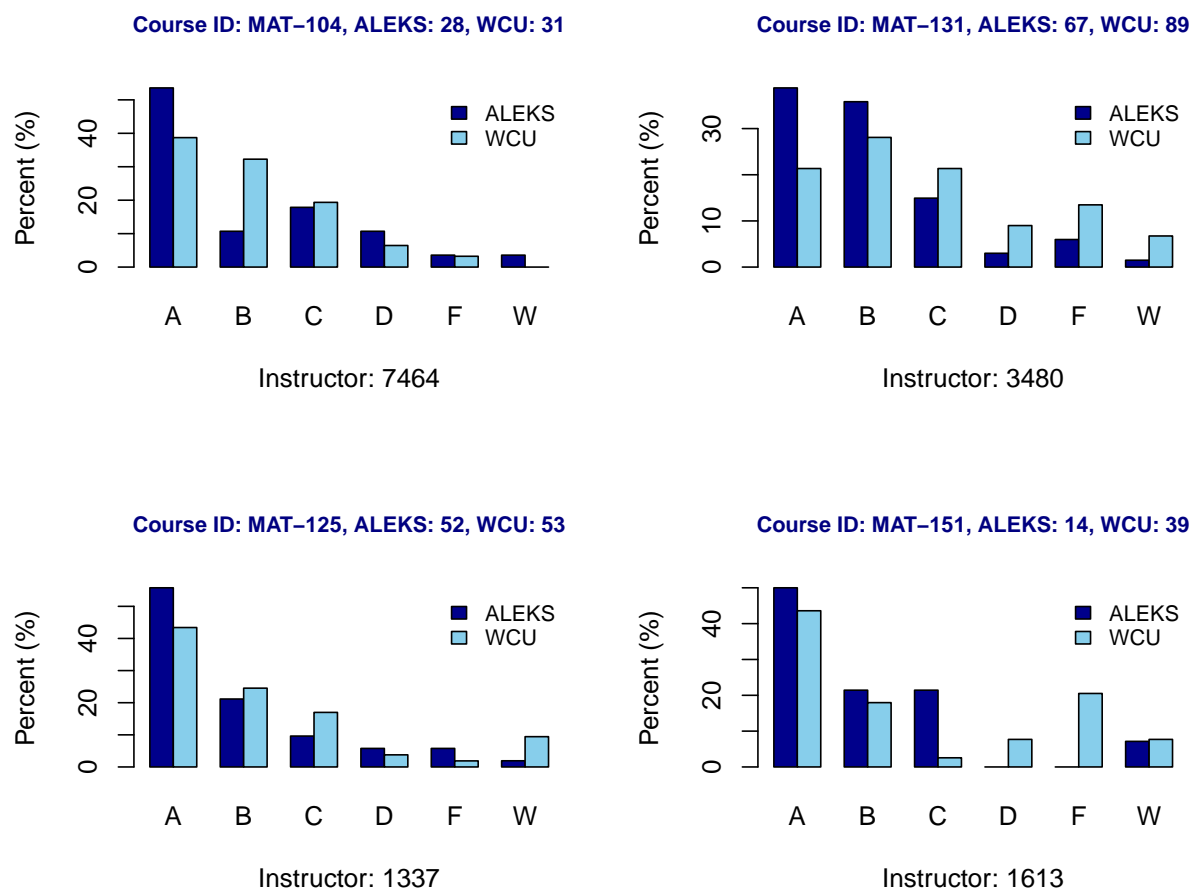 Course ID: MAT−104, ALEKS: 28, WCU: 31
Percent (%)
0 20 40
ALEKS
WCU
A B C D F W
Instructor: 7464
Course ID: MAT−131, ALEKS: 67, WCU: 89
Percent (%)
0 10 30
ALEKS
WCU
A B C D F W
Instructor: 3480
Course ID: MAT−125, ALEKS: 52, WCU: 53
Percent (%)
0 20 40
ALEKS
WCU
A B C D F W
Instructor: 1337
Course ID: MAT−151, ALEKS: 14, WCU: 39
Percent (%)
0 20 40
ALEKS
WCU
A B C D F W
Instructor: 1613